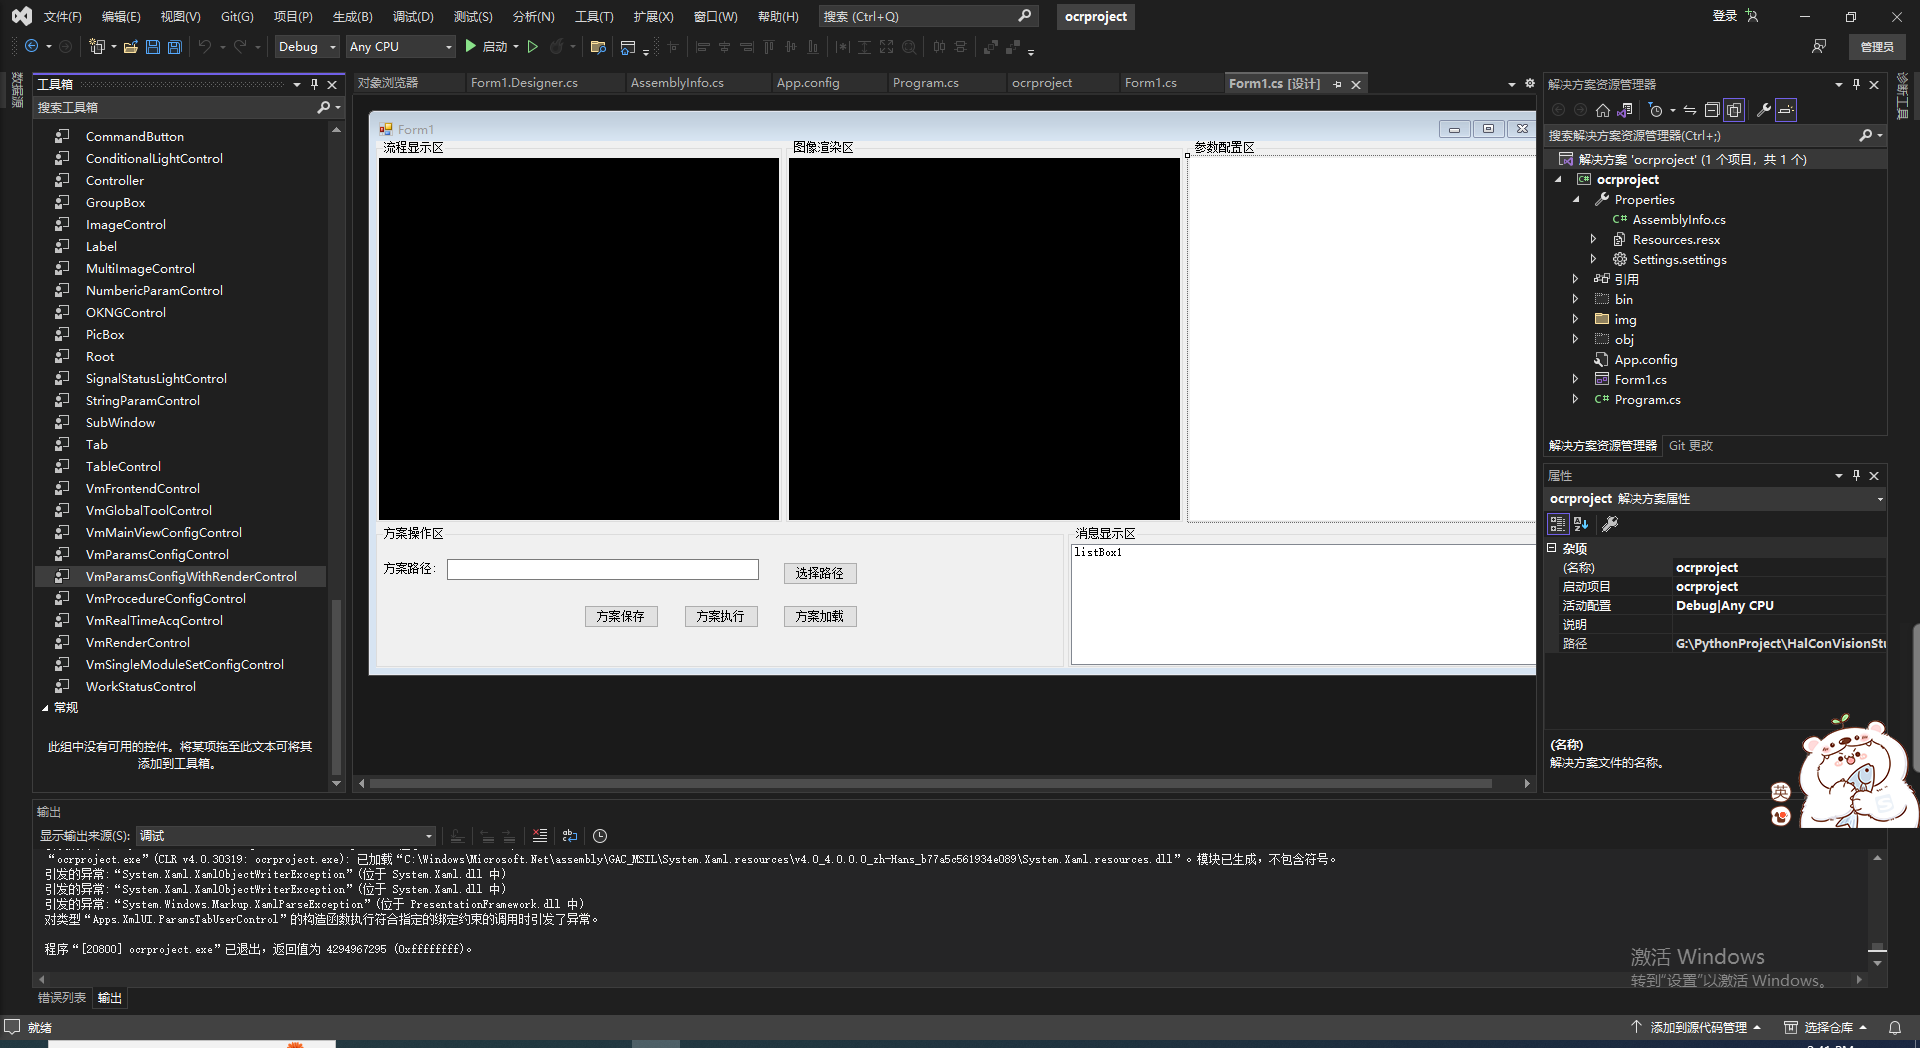 文件(F) 编辑(E) 视图(V) Git(G) 项目(P) 生成(B) 调试(D) 测试(S) 分析(N) 工具(T) 扩展(X) 窗口(W) 帮助(H) 搜索 (Ctrl+Q) ocrproject 登录
Debug Any CPU 启动 管理员
数据源
工具箱
搜索工具箱
CommandButton
ConditionalLightControl
Controller
GroupBox
ImageControl
Label
MultiImageControl
NumbericParamControl
OKNGControl
PicBox
Root
SignalStatusLightControl
StringParamControl
SubWindow
Tab
TableControl
VmFrontendControl
VmGlobalToolControl
VmMainViewConfigControl
VmParamsConfigControl
VmParamsConfigWithRenderControl
VmProcedureConfigControl
VmRealTimeAcqControl
VmRenderControl
VmSingleModuleSetConfigControl
WorkStatusControl
常规
此组中没有可用的控件。将某项拖至此文本可将其
添加到工具箱。
对象浏览器 Form1.Designer.cs AssemblyInfo.cs App.config Program.cs ocrproject Form1.cs Form1.cs [设计]
Form1
流程显示区 图像渲染区 参数配置区
方案操作区 消息显示区
listBox1
方案路径： 选择路径
方案保存 方案执行 方案加载
解决方案资源管理器
搜索解决方案资源管理器(Ctrl+;)
解决方案 'ocrproject' (1 个项目，共 1 个)
ocrproject
Properties
AssemblyInfo.cs
Resources.resx
Settings.settings
引用
bin
img
obj
App.config
Form1.cs
C# Program.cs
解决方案资源管理器 Git 更改
诊断工具
属性
ocrproject 解决方案属性
杂项
(名称) ocrproject
启动项目 ocrproject
活动配置 Debug|Any CPU
说明
路径 G:\PythonProject\HalConVisionStu
(名称)
解决方案文件的名称。
英
输出
显示输出来源(S): 调试
“ocrproject.exe”(CLR v4.0.30319: ocrproject.exe): 已加载“C:\Windows\Microsoft.Net\assembly\GAC_MSIL\System.Xaml.resources\v4.0_4.0.0.0_zh-Hans_b77a5c561934e089\System.Xaml.resources.dll”。模块已生成，不包含符号。
引发的异常:“System.Xaml.XamlObjectWriterException”(位于 System.Xaml.dll 中)
引发的异常:“System.Xaml.XamlObjectWriterException”(位于 System.Xaml.dll 中)
引发的异常:“System.Windows.Markup.XamlParseException”(位于 PresentationFramework.dll 中)
对类型“Apps.XmlUI.ParamsTabUserControl”的构造函数执行符合指定的绑定约束的调用时引发了异常。
程序“[20800] ocrproject.exe”已退出，返回值为 4294967295 (0xffffffff)。
激活 Windows
转到“设置”以激活 Windows。
错误列表 输出
就绪 添加到源代码管理 选择仓库